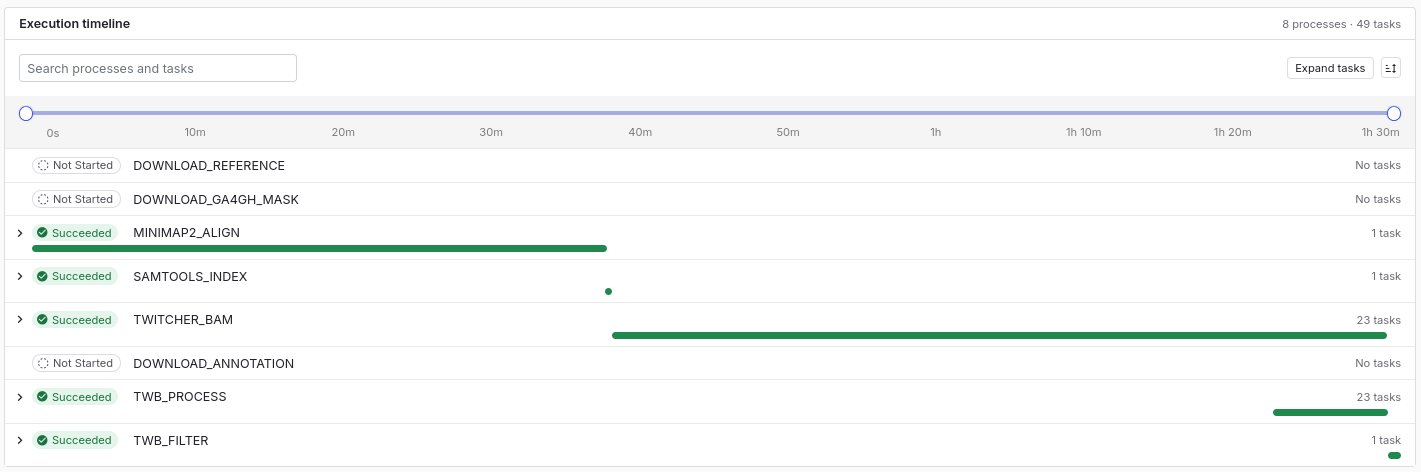 Execution timeline 8 processes · 49 tasks
Search processes and tasks Expand tasks
0s 10m 20m 30m 40m 50m 1h 1h 10m 1h 20m 1h 30m
Not Started DOWNLOAD_REFERENCE No tasks
Not Started DOWNLOAD_GA4GH_MASK No tasks
Succeeded MINIMAP2_ALIGN 1 task
Succeeded SAMTOOLS_INDEX 1 task
Succeeded TWITCHER_BAM 23 tasks
Not Started DOWNLOAD_ANNOTATION No tasks
Succeeded TWB_PROCESS 23 tasks
Succeeded TWB_FILTER 1 task